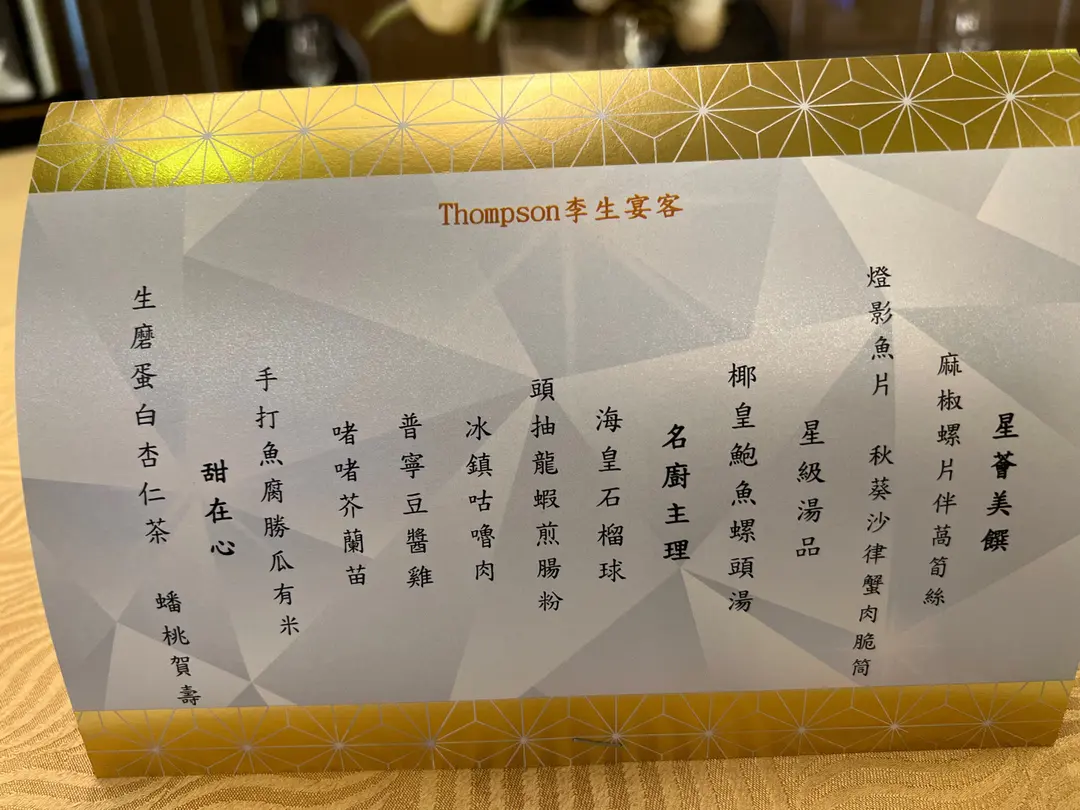 Thompson李生宴客
星薈美饌
麻椒螺片伴萵筍絲
燈影魚片 秋葵沙律蟹肉脆筒
星級湯品
椰皇鮑魚螺頭湯
名廚主理
海皇石榴球
頭抽龍蝦煎腸粉
冰鎮咕嚕肉
普寧豆醬雞
啫啫芥蘭苗
手打魚腐勝瓜有米
甜在心
生磨蛋白杏仁茶 蟠桃賀壽